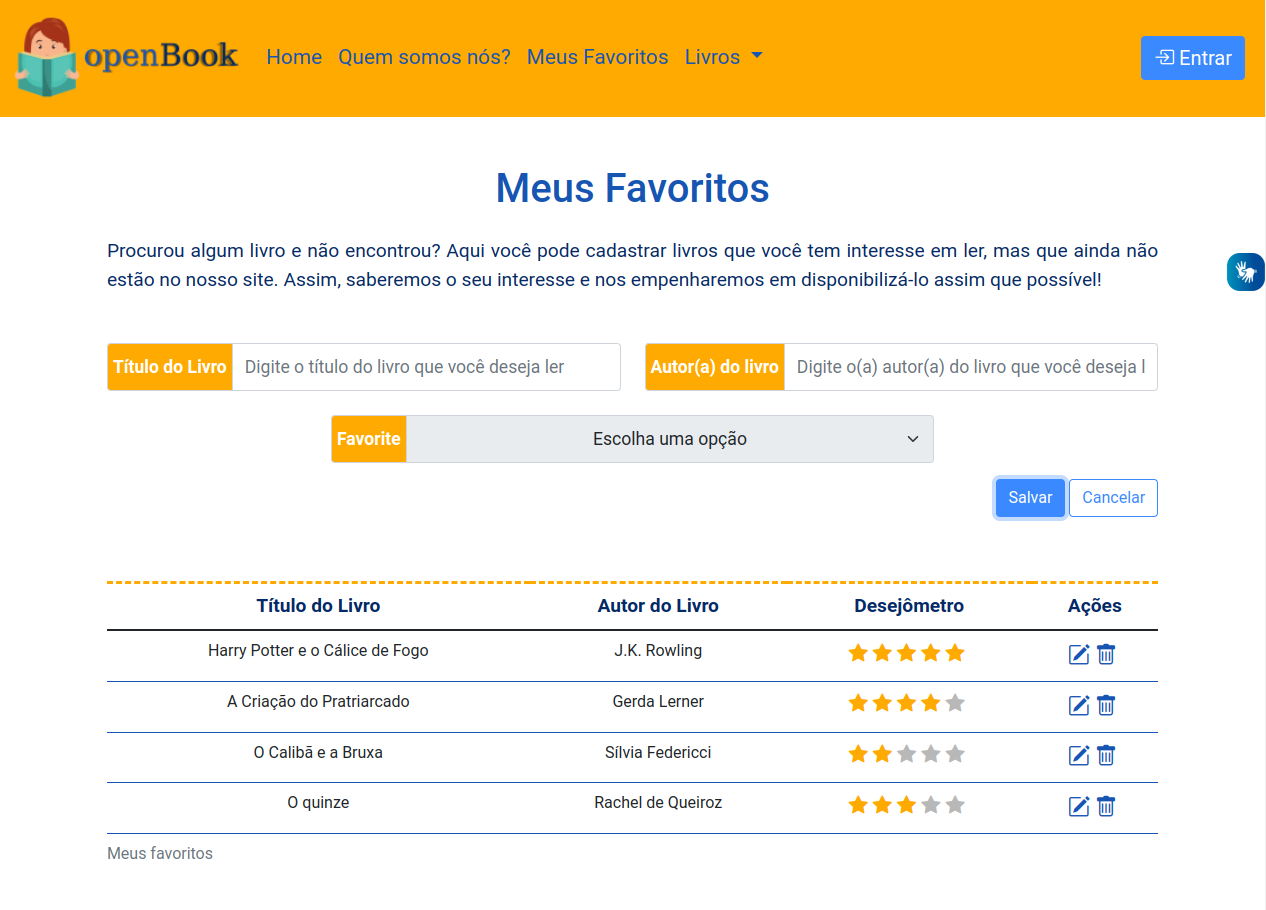 openBook Home Quem somos nós? Meus Favoritos Livros Entrar
Meus Favoritos
Procurou algum livro e não encontrou? Aqui você pode cadastrar livros que você tem interesse em ler, mas que ainda não
estão no nosso site. Assim, saberemos o seu interesse e nos empenharemos em disponibilizá-lo assim que possível!
Título do Livro Digite o título do livro que você deseja ler Autor(a) do livro Digite o(a) autor(a) do livro que você deseja l
Favorite Escolha uma opção
Salvar Cancelar
Título do Livro Autor do Livro Desejômetro Ações
Harry Potter e o Cálice de Fogo J.K. Rowling
A Criação do Pratriarcado Gerda Lerner
O Calibã e a Bruxa Sílvia Federicci
O quinze Rachel de Queiroz
Meus favoritos